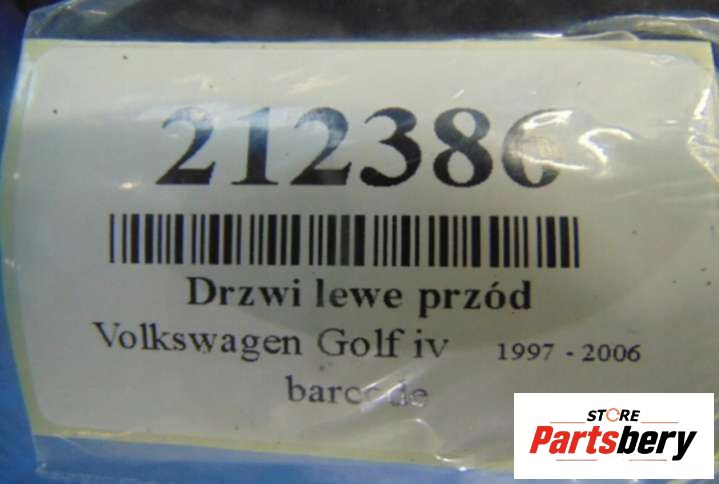 212386
Drzwi lewe przód
Volkswagen Golf iv 1997 - 2006
barcode
STORE
Partsbery